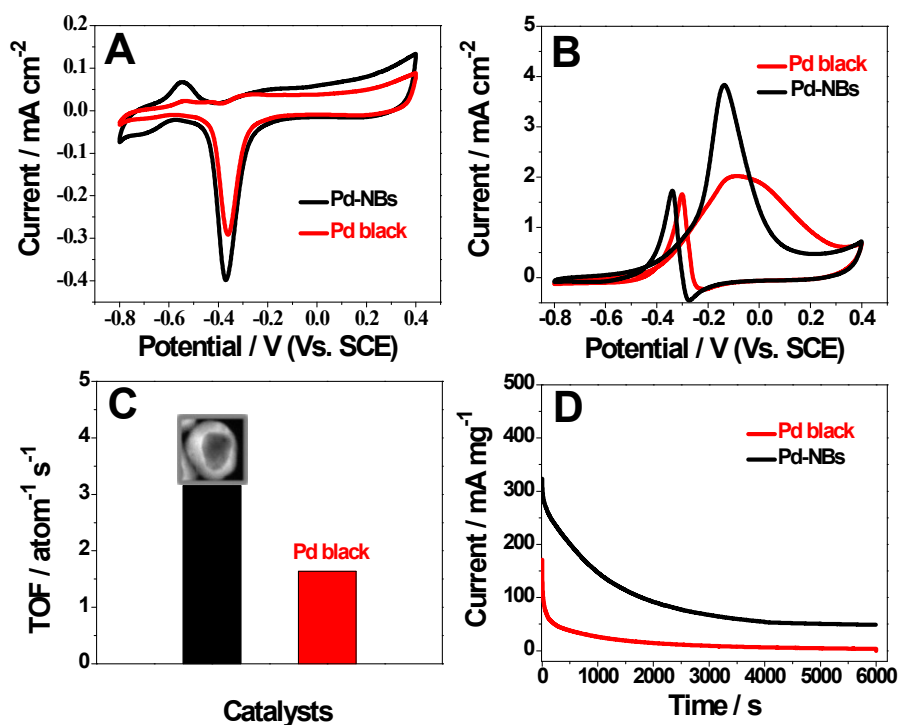 A
Current / mA cm-2
0.2
0.1
0.0
-0.1
-0.2
-0.3
-0.4
Pd-NBs
Pd black
-0.8 -0.6 -0.4 -0.2 0.0 0.2 0.4
Potential / V (Vs. SCE)
B
Current / mA cm-2
5
4
3
2
1
0
Pd black
Pd-NBs
-0.8 -0.6 -0.4 -0.2 0.0 0.2 0.4
Potential / V (Vs. SCE)
C
TOF / atom-1 s-1
5
4
3
2
1
0
Pd black
Catalysts
D
Current / mA mg-1
500
400
300
200
100
0
Pd black
Pd-NBs
0 1000 2000 3000 4000 5000 6000
Time / s